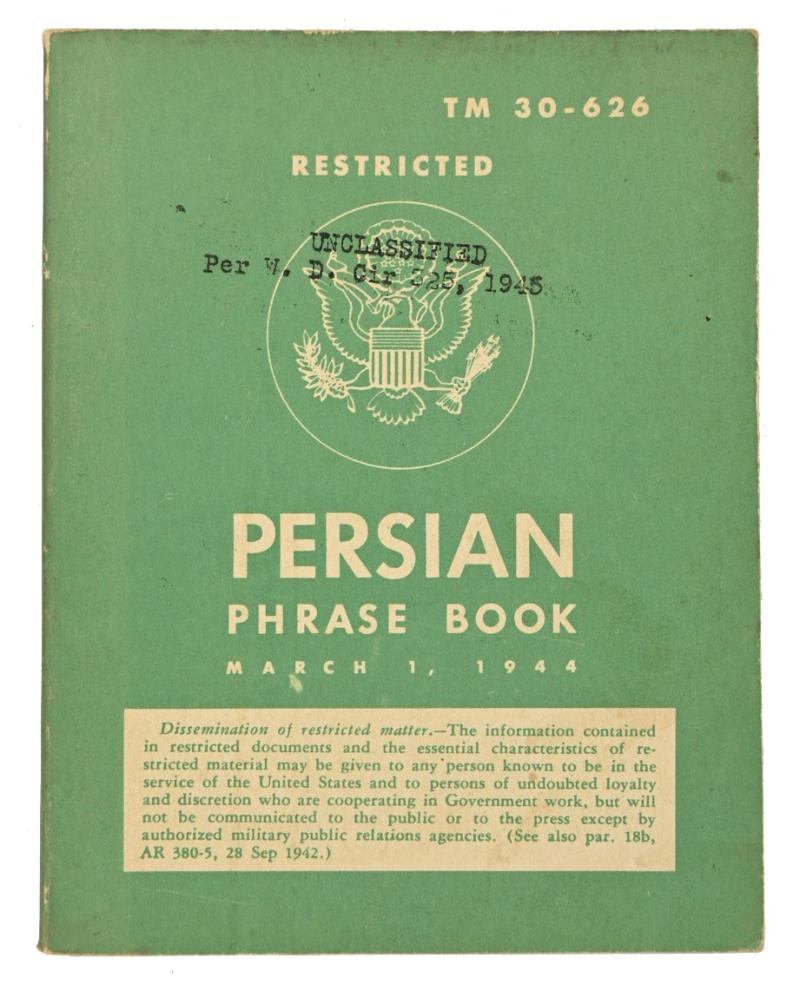 TM 30-626
RESTRICTED
UNCLASSIFIED
Per W. D. Cir 325, 1945
PERSIAN
PHRASE BOOK
MARCH 1, 1944
Dissemination of restricted matter.—The information contained
in restricted documents and the essential characteristics of re-
stricted material may be given to any person known to be in the
service of the United States and to persons of undoubted loyalty
and discretion who are cooperating in Government work, but will
not be communicated to the public or to the press except by
authorized military public relations agencies. (See also par. 18b,
AR 380-5, 28 Sep 1942.)